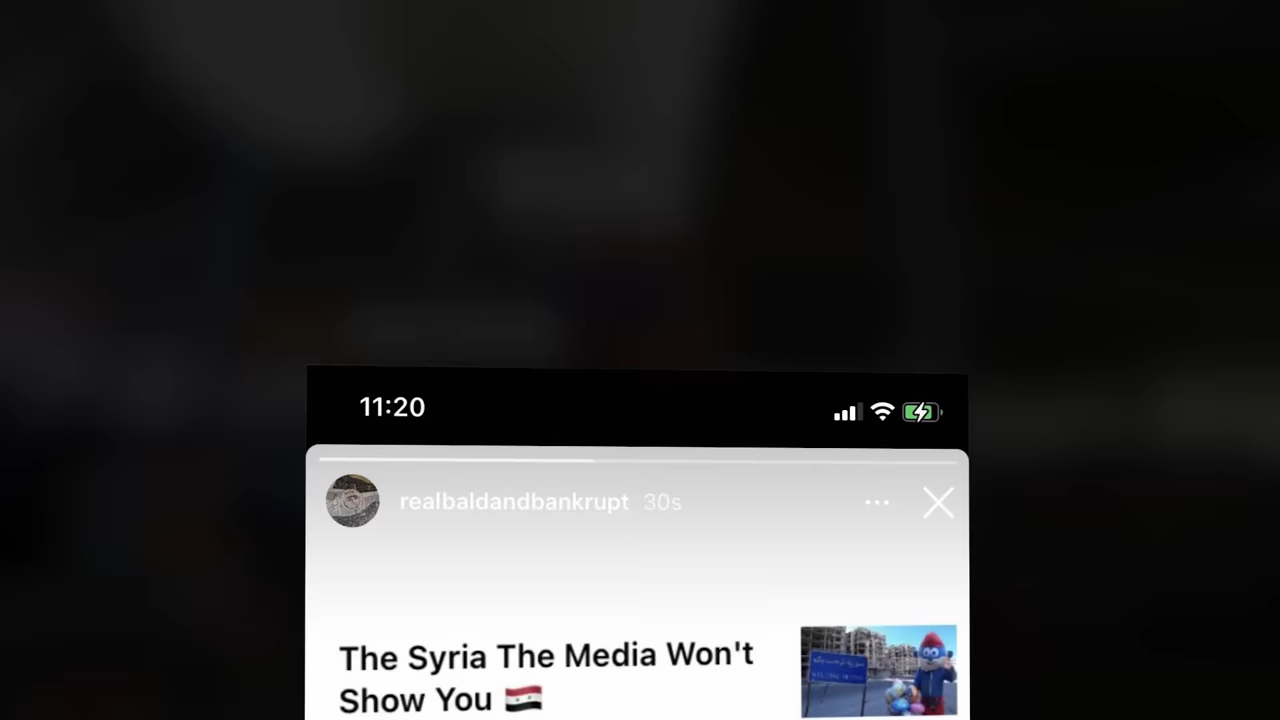 11:20
realbaldandbankrupt 30s
The Syria The Media Won't
Show You 🇸🇾